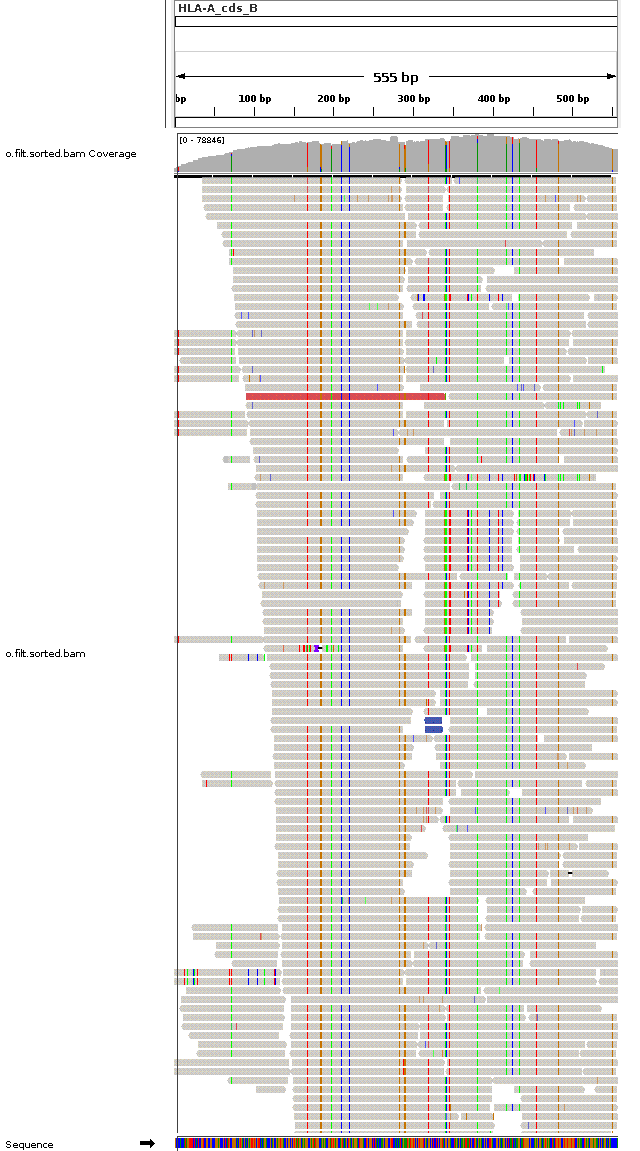 HLA-A_cds_B
555 bp
bp 100 bp 200 bp 300 bp 400 bp 500 bp
[0 - 78846]
o.filt.sorted.bam Coverage
o.filt.sorted.bam
Sequence